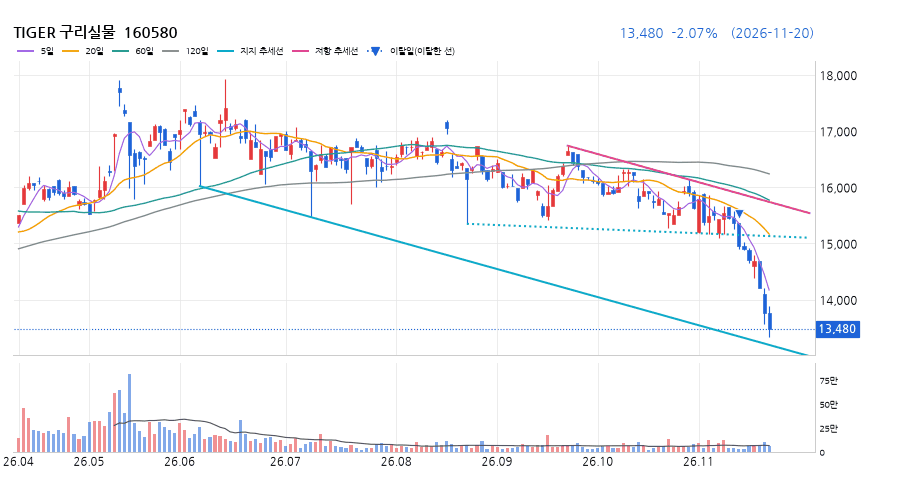 TIGER 구리실물 160580
13,480 -2.07% (2026-11-20)
5일 20일 60일 120일 지지 추세선 저항 추세선 이탈일(이탈한 선)
18,000
17,000
16,000
15,000
14,000
13,480
75만
50만
25만
0
26.04 26.05 26.06 26.07 26.08 26.09 26.10 26.11